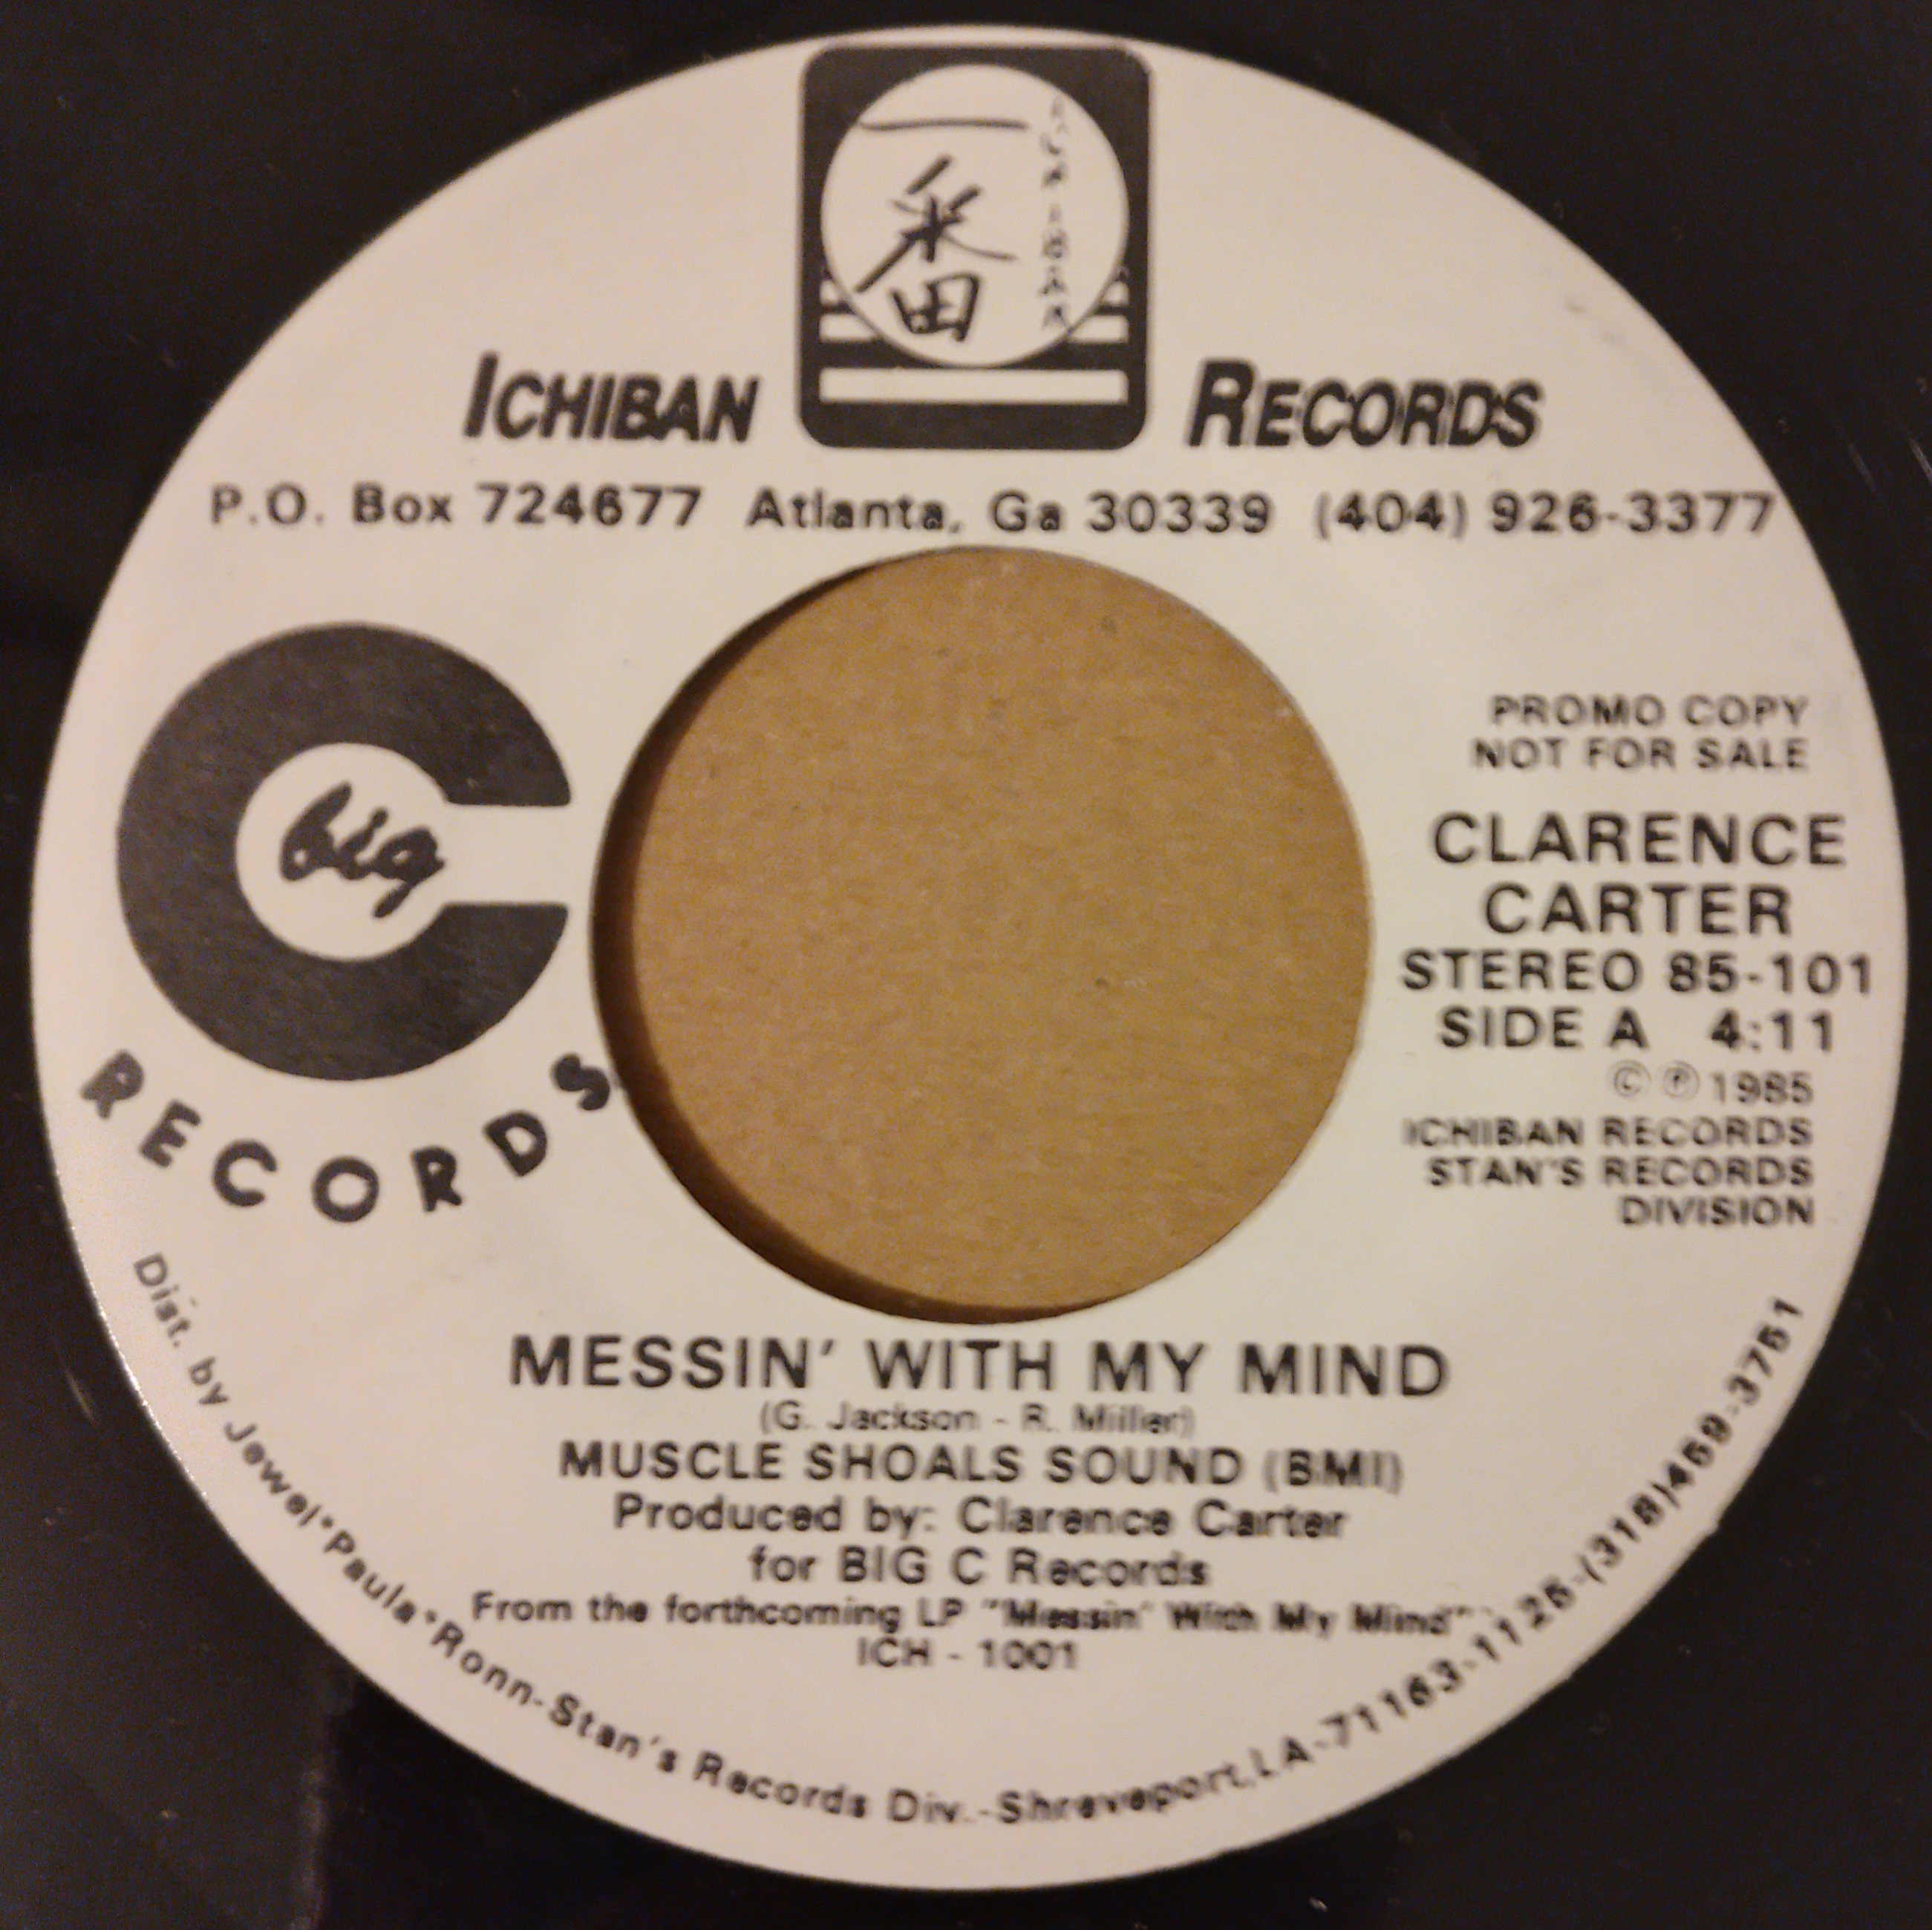 一番
ICHIBAN
ICHIBAN RECORDS
P.O. Box 724677 Atlanta, Ga 30339 (404) 926-3377
big C
RECORDS
PROMO COPY
NOT FOR SALE
CLARENCE
CARTER
STEREO 85-101
SIDE A 4:11
© ℗ 1985
ICHIBAN RECORDS
STAN'S RECORDS
DIVISION
MESSIN' WITH MY MIND
(G. Jackson - R. Miller)
MUSCLE SHOALS SOUND (BMI)
Produced by: Clarence Carter
for BIG C Records
From the forthcoming LP "Messin' With My Mind"
ICH - 1001
Dist. by Jewel*Paula*Ronn-Stan's Records Div.-Shreveport,LA-71163-1125-(318)459-3751